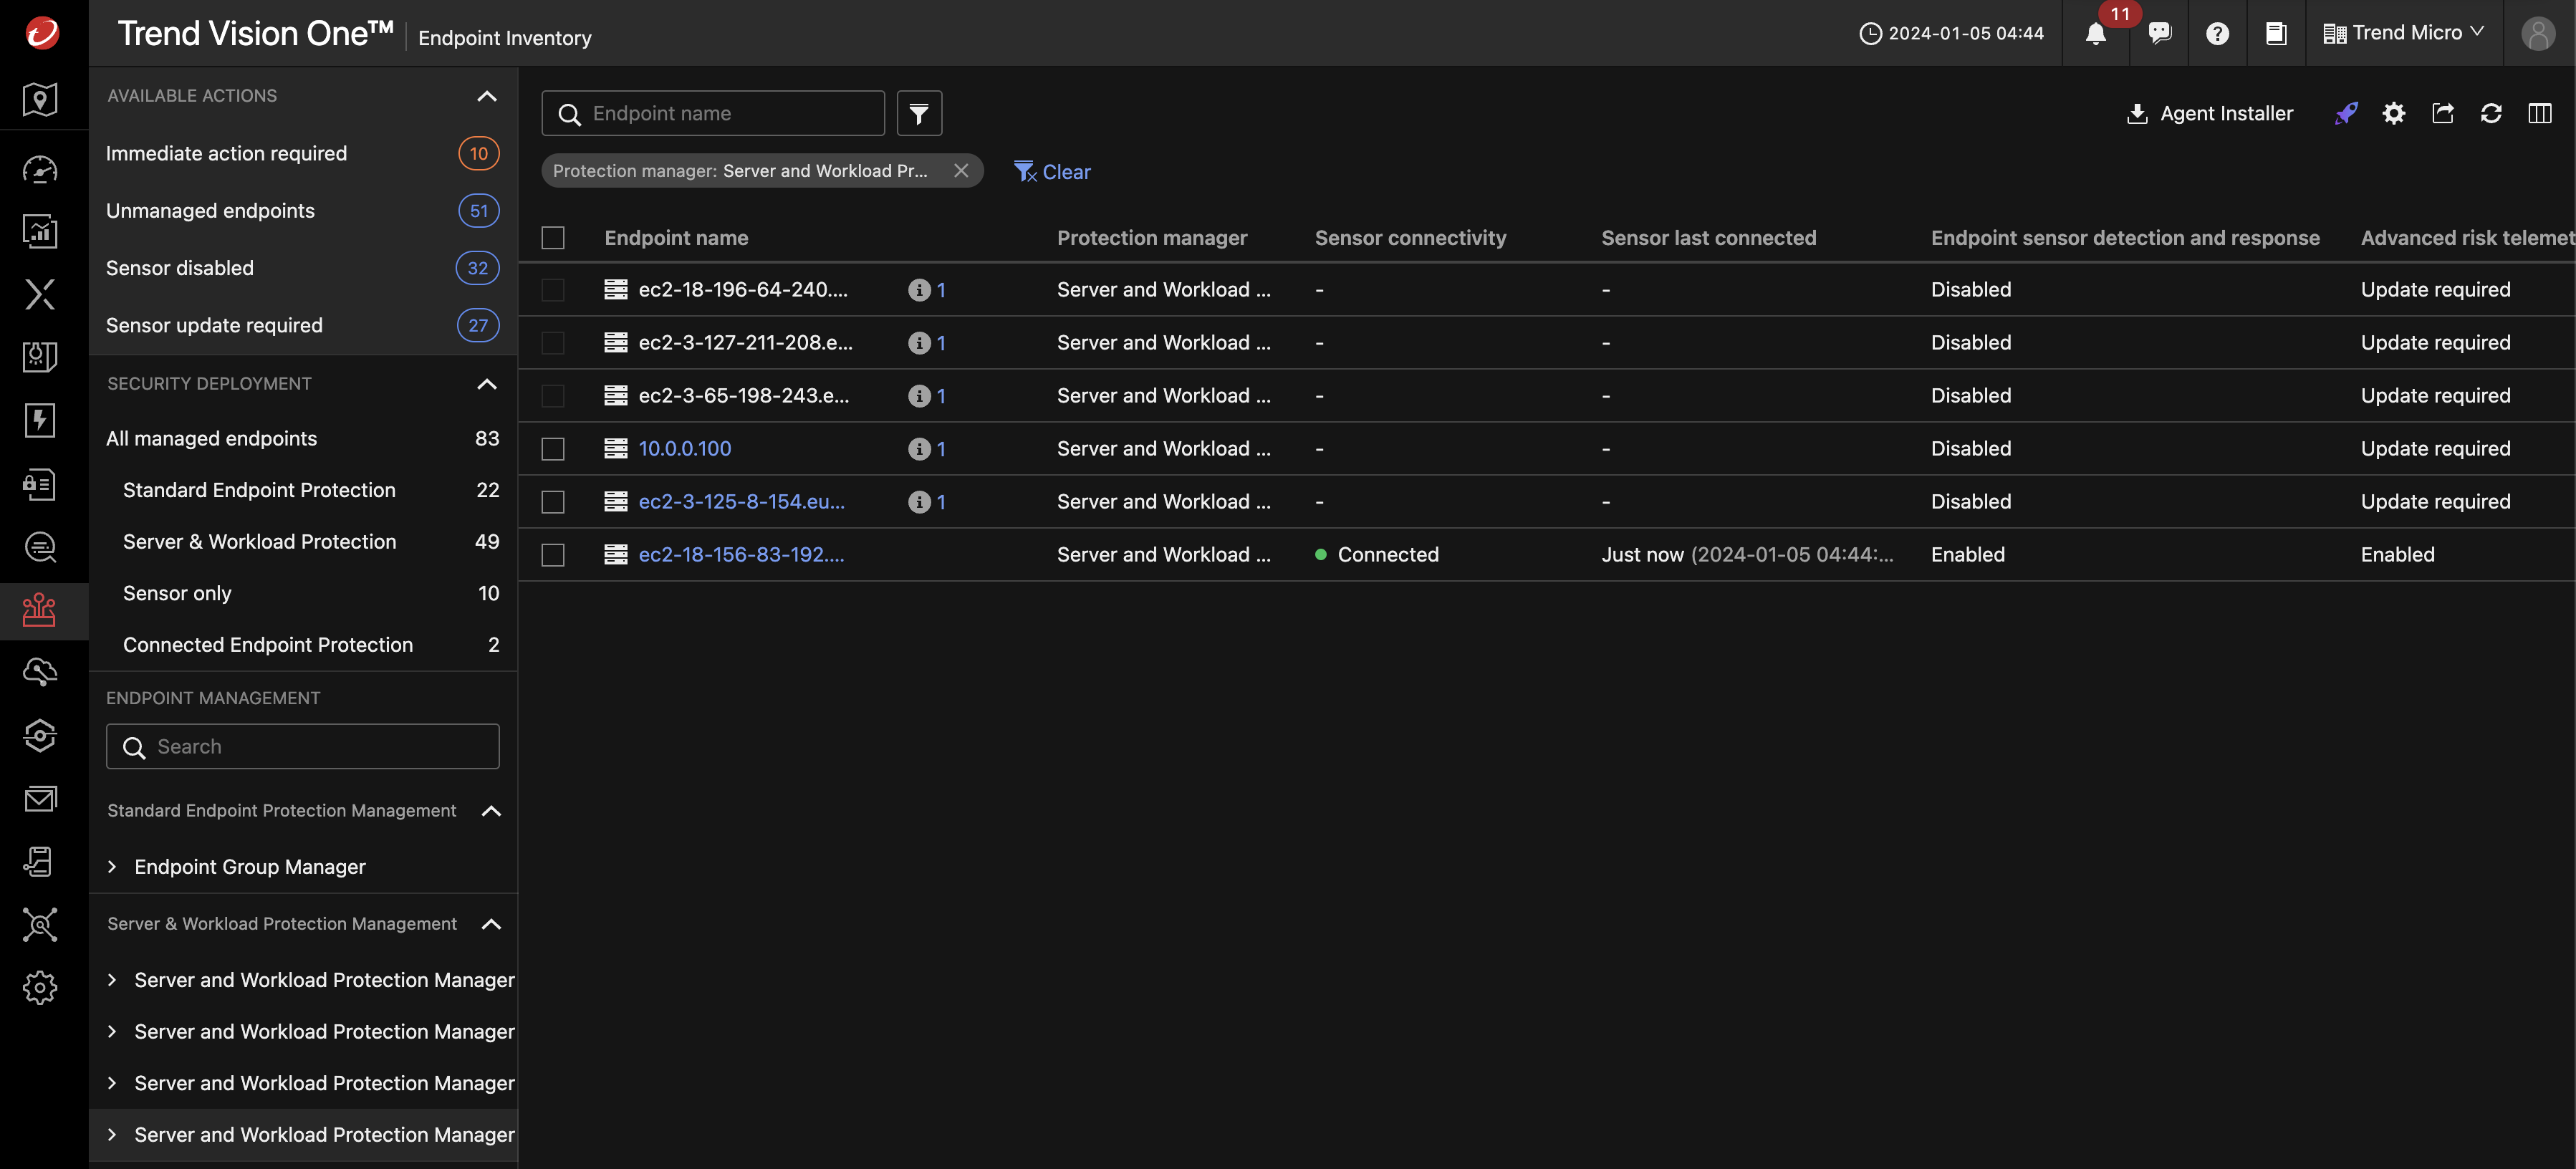 Trend Vision One™ Endpoint Inventory
2024-01-05 04:44
11
Trend Micro
AVAILABLE ACTIONS
Immediate action required 10
Unmanaged endpoints 51
Sensor disabled 32
Sensor update required 27
SECURITY DEPLOYMENT
All managed endpoints 83
Standard Endpoint Protection 22
Server & Workload Protection 49
Sensor only 10
Connected Endpoint Protection 2
ENDPOINT MANAGEMENT
Search
Standard Endpoint Protection Management
Endpoint Group Manager
Server & Workload Protection Management
Server and Workload Protection Manager
Server and Workload Protection Manager
Server and Workload Protection Manager
Server and Workload Protection Manager
Endpoint name
Agent Installer
Protection manager: Server and Workload Pr...
Clear
Endpoint name Protection manager Sensor connectivity Sensor last connected Endpoint sensor detection and response Advanced risk telemet
ec2-18-196-64-240.... 1 Server and Workload ... - - Disabled Update required
ec2-3-127-211-208.e... 1 Server and Workload ... - - Disabled Update required
ec2-3-65-198-243.e... 1 Server and Workload ... - - Disabled Update required
10.0.0.100 1 Server and Workload ... - - Disabled Update required
ec2-3-125-8-154.eu... 1 Server and Workload ... - - Disabled Update required
ec2-18-156-83-192.... Server and Workload ... Connected Just now (2024-01-05 04:44:... Enabled Enabled